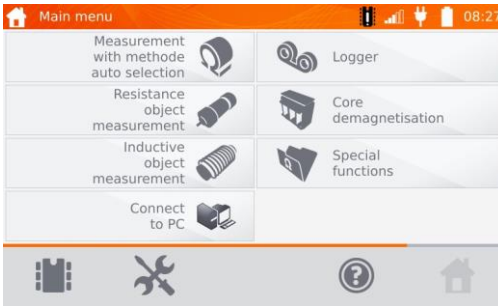 Main menu
08:27
Measurement
with methode
auto selection
Logger
Resistance
object
measurement
Core
demagnetisation
Inductive
object
measurement
Special
functions
Connect
to PC